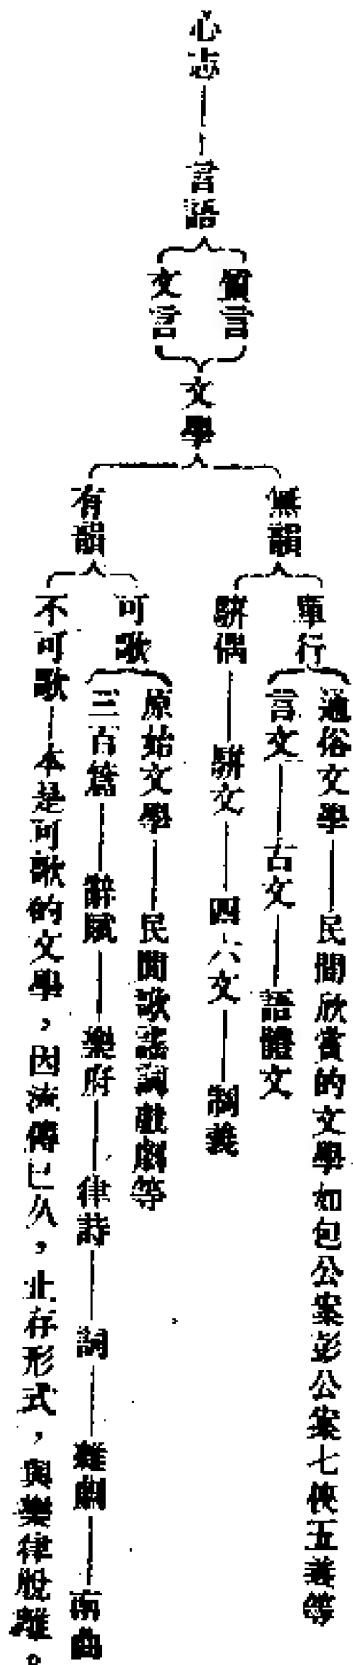 心志——言語
質言
文言
文學
無韻
單行
通俗文學——民間欣賞的文學如包公案彭公案七俠五義等
言文——古文——語體文
駢偶——駢文——四六文——制義
有韻
可歌
原始文學——民間歌謠詞戲劇等
三百篇——辭賦——樂府——律詩——詞——雜劇——南曲
不可歌—本是可歌的文學，因流傳已久，止存形式，與樂律脫離。